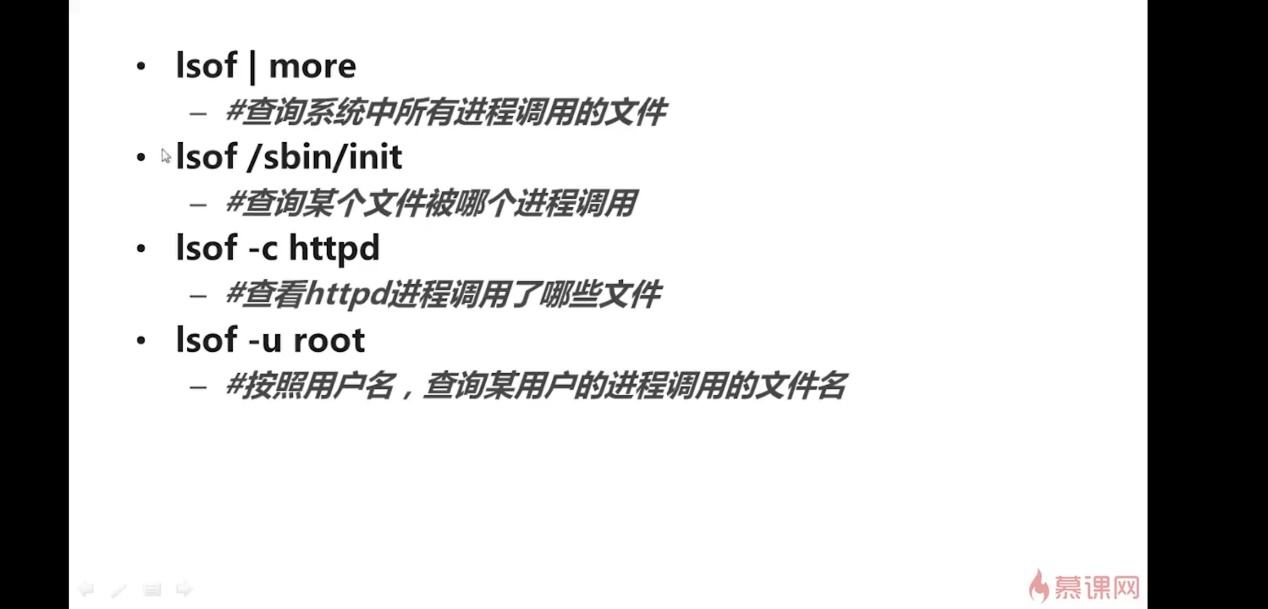 • lsof | more
– #查询系统中所有进程调用的文件
• lsof /sbin/init
– #查询某个文件被哪个进程调用
• lsof -c httpd
– #查看httpd进程调用了哪些文件
• lsof -u root
– #按照用户名，查询某用户的进程调用的文件名
慕课网